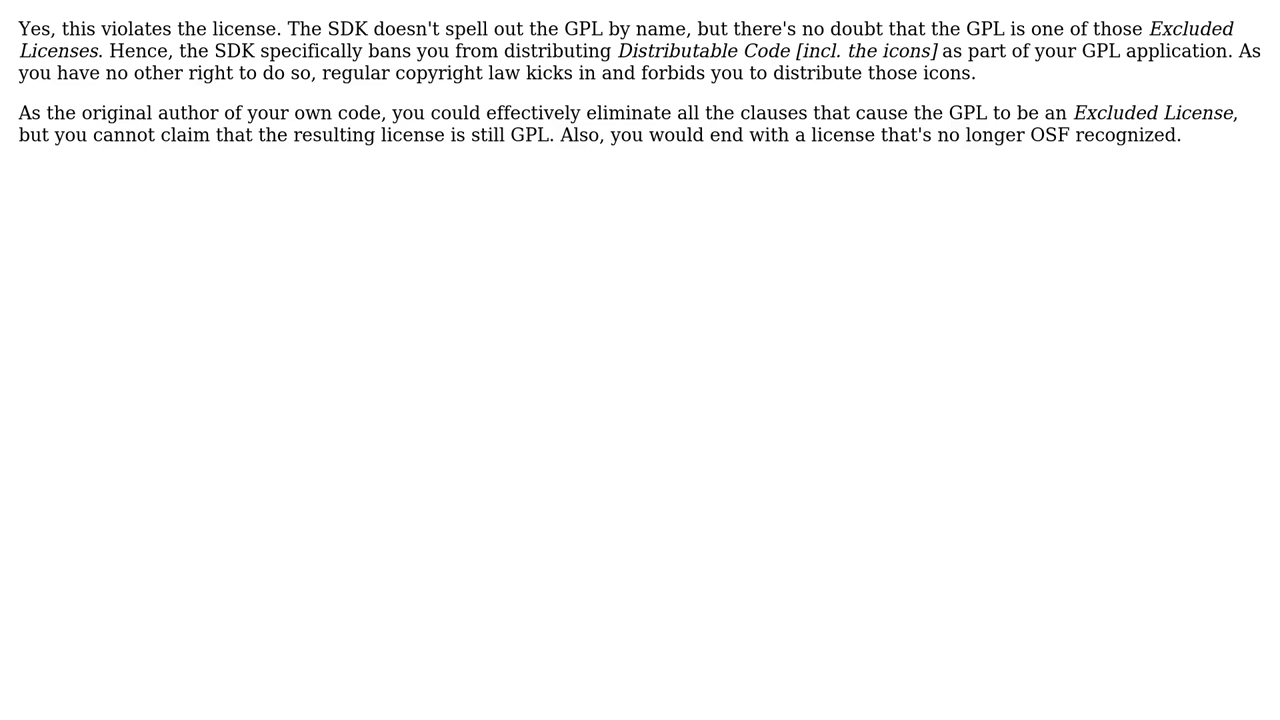 Yes, this violates the license. The SDK doesn't spell out the GPL by name, but there's no doubt that the GPL is one of those Excluded
Licenses. Hence, the SDK specifically bans you from distributing Distributable Code [incl. the icons] as part of your GPL application. As
you have no other right to do so, regular copyright law kicks in and forbids you to distribute those icons.
As the original author of your own code, you could effectively eliminate all the clauses that cause the GPL to be an Excluded License,
but you cannot claim that the resulting license is still GPL. Also, you would end with a license that's no longer OSF recognized.